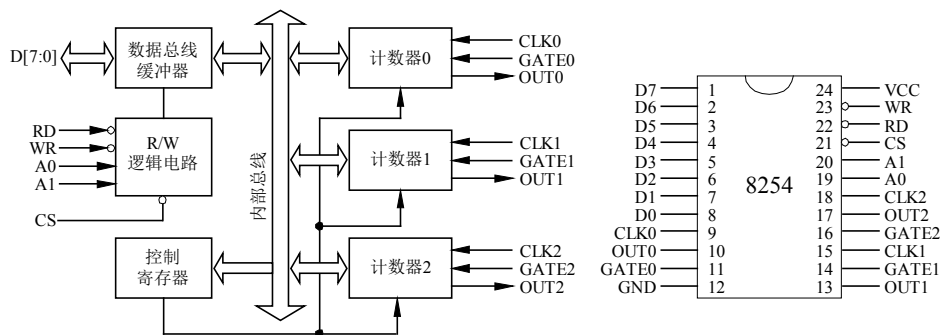 D[7:0]
数据总线
缓冲器
RD
WR
A0
A1
R/W
逻辑电路
CS
控制
寄存器
内部总线
计数器0
CLK0
GATE0
OUT0
计数器1
CLK1
GATE1
OUT1
计数器2
CLK2
GATE2
OUT2
8254
D7 1
D6 2
D5 3
D4 4
D3 5
D2 6
D1 7
D0 8
CLK0 9
OUT0 10
GATE0 11
GND 12
24 VCC
23 WR
22 RD
21 CS
20 A1
19 A0
18 CLK2
17 OUT2
16 GATE2
15 CLK1
14 GATE1
13 OUT1